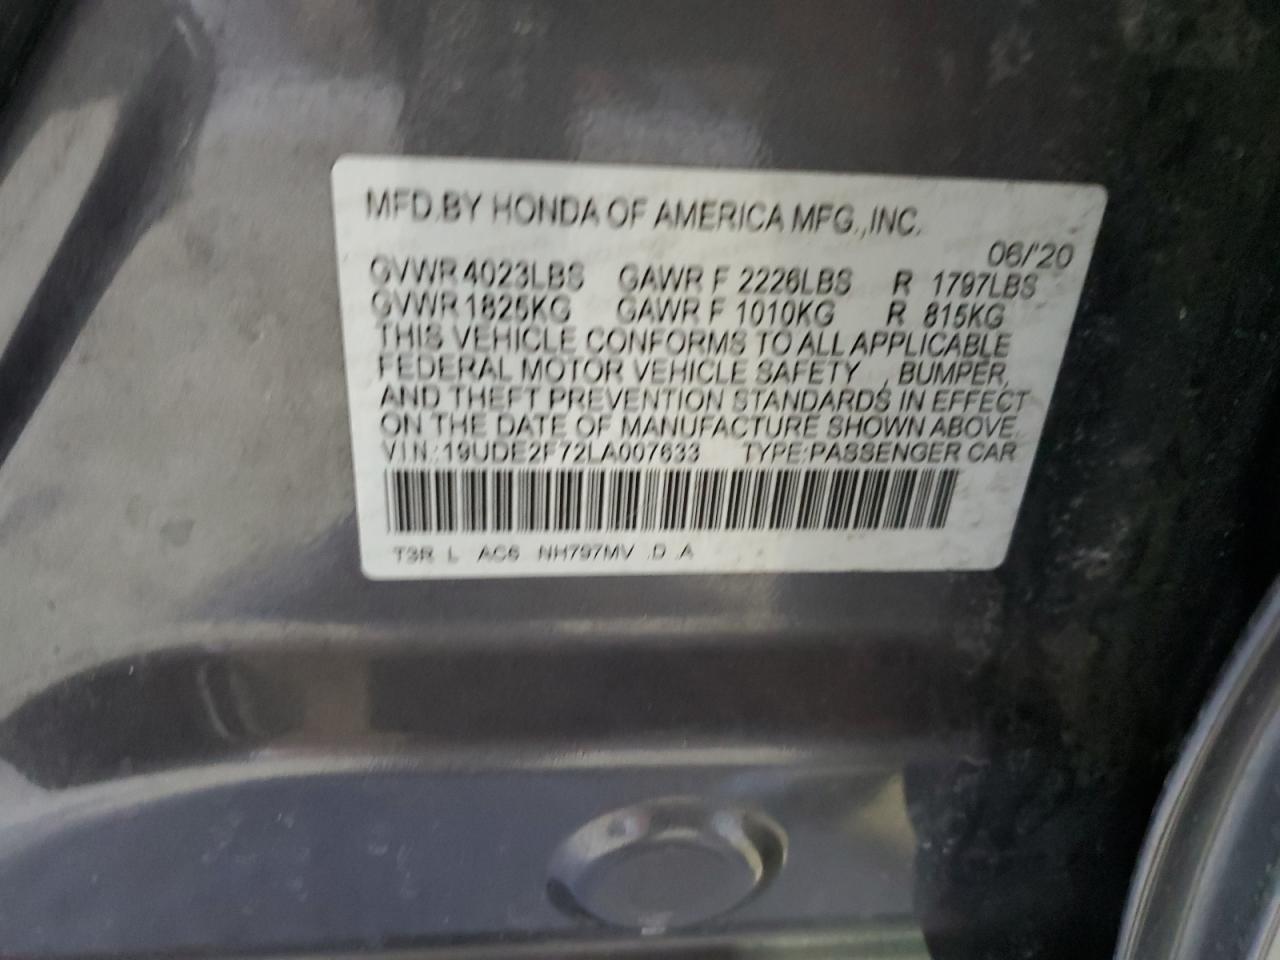 MFD.BY HONDA OF AMERICA MFG.,INC.
06/'20
GVWR 4023LBS GAWR F 2226LBS R 1797LBS
GVWR 1825KG GAWR F 1010KG R 815KG
THIS VEHICLE CONFORMS TO ALL APPLICABLE
FEDERAL MOTOR VEHICLE SAFETY , BUMPER,
AND THEFT PREVENTION STANDARDS IN EFFECT
ON THE DATE OF MANUFACTURE SHOWN ABOVE.
VIN.:19UDE2F72LA007633 TYPE:PASSENGER CAR
T3R L AC6 NH797MV .D .A